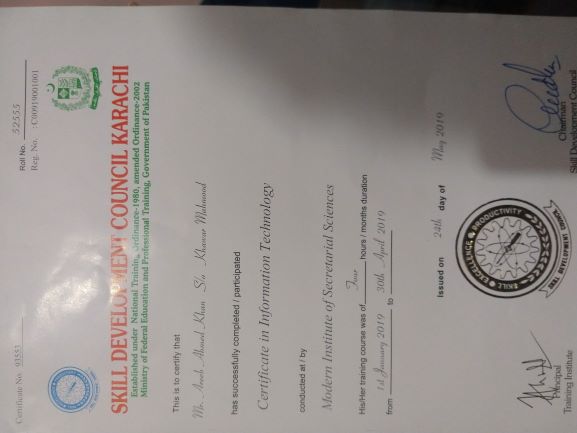 Certificate No. 93553
Roll No. 52555
Reg. No. : C00919001001
SKILL DEVELOPMENT COUNCIL KARACHI
Established under National Training Ordinance-1980, amended Ordinance-2002
Ministry of Federal Education and Professional Training, Government of Pakistan
This is to certify that
Mr. Areeb Ahmed Khan S/o Khawar Mahmood
has successfully completed / participated
Certificate in Information Technology
conducted at / by
Modern Institute of Secretarial Sciences
His/Her training course was of Four hours / months duration
from 1st January 2019 to 30th April 2019
Issued on 24th day of May 2019
SKILL EXCELLENCE PRODUCTIVITY
SKILL DEVELOPMENT COUNCIL
Principal
Training Institute
Chairman
Skill Development Council